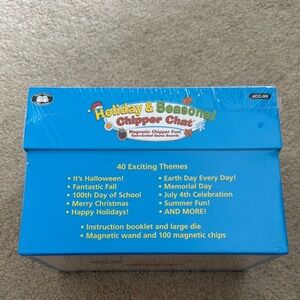 #CC-99
Holiday & Seasonal
Chipper Chat
Magnetic Chipper Fun!
Open-Ended Game Boards
40 Exciting Themes
• It's Halloween!
• Fantastic Fall
• 100th Day of School
• Merry Christmas
• Happy Holidays!
• Earth Day Every Day!
• Memorial Day
• July 4th Celebration
• Summer Fun!
• AND MORE!
• Instruction booklet and large die
• Magnetic wand and 100 magnetic chips